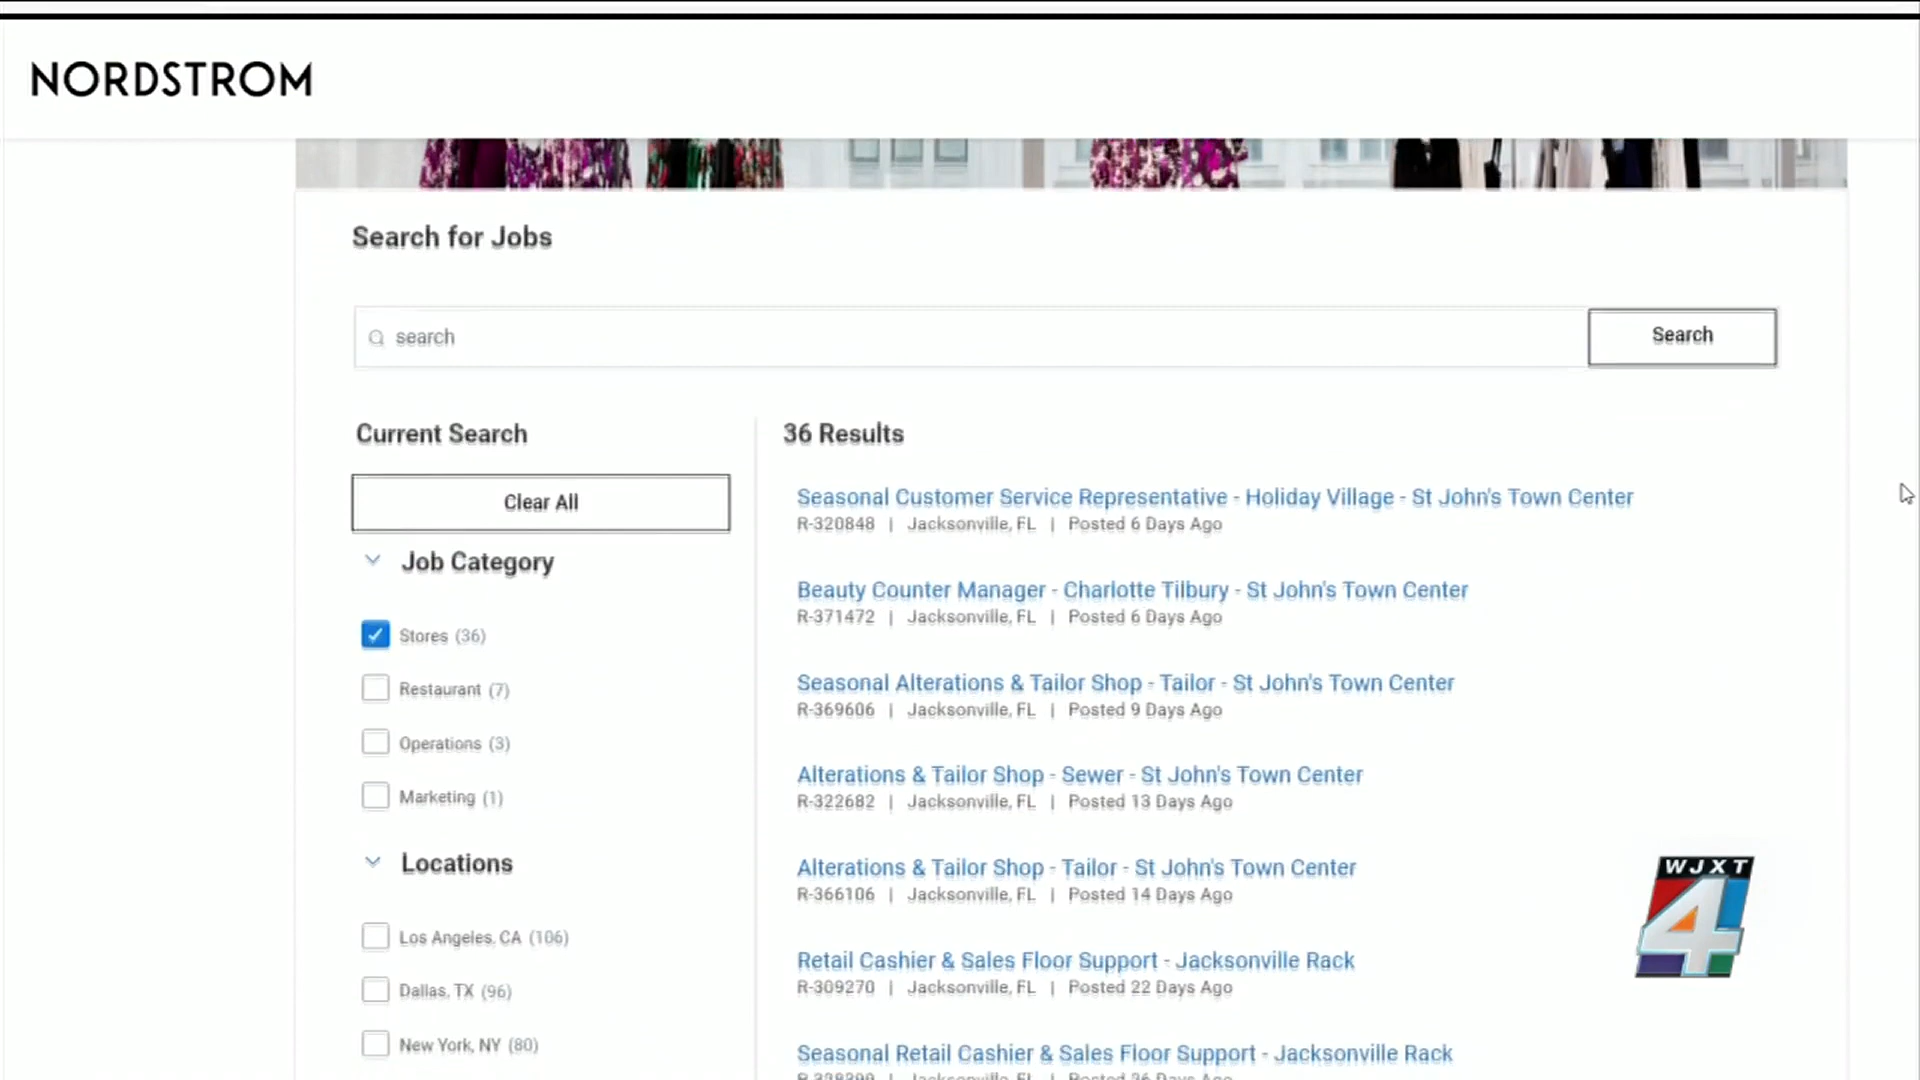 NORDSTROM
Search for Jobs
search
Search
Current Search
Clear All
Job Category
Stores (36)
Restaurant (7)
Operations (3)
Marketing (1)
Locations
Los Angeles, CA (106)
Dallas, TX (96)
New York, NY (80)
36 Results
Seasonal Customer Service Representative - Holiday Village - St John's Town Center
R-320848 | Jacksonville, FL | Posted 6 Days Ago
Beauty Counter Manager - Charlotte Tilbury - St John's Town Center
R-371472 | Jacksonville, FL | Posted 6 Days Ago
Seasonal Alterations & Tailor Shop - Tailor - St John's Town Center
R-369606 | Jacksonville, FL | Posted 9 Days Ago
Alterations & Tailor Shop - Sewer - St John's Town Center
R-322682 | Jacksonville, FL | Posted 13 Days Ago
Alterations & Tailor Shop - Tailor - St John's Town Center
R-366106 | Jacksonville, FL | Posted 14 Days Ago
Retail Cashier & Sales Floor Support - Jacksonville Rack
R-309270 | Jacksonville, FL | Posted 22 Days Ago
Seasonal Retail Cashier & Sales Floor Support - Jacksonville Rack
Jacksonville, FL | Posted 26 Days Ago
WJXT
4